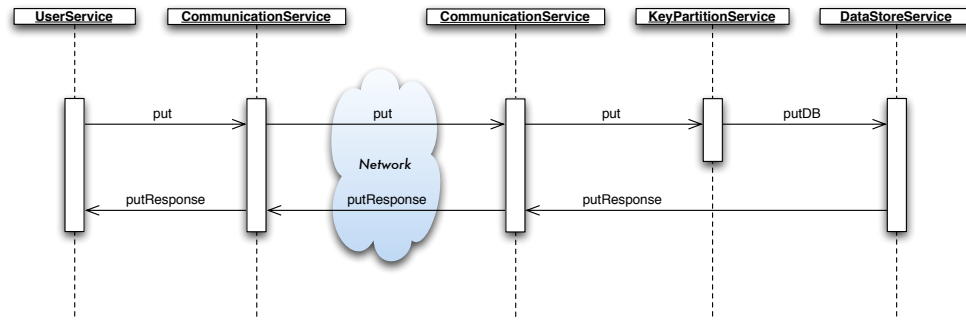 UserService
CommunicationService
CommunicationService
KeyPartitionService
DataStoreService
put
put
put
putDB
Network
putResponse
putResponse
putResponse